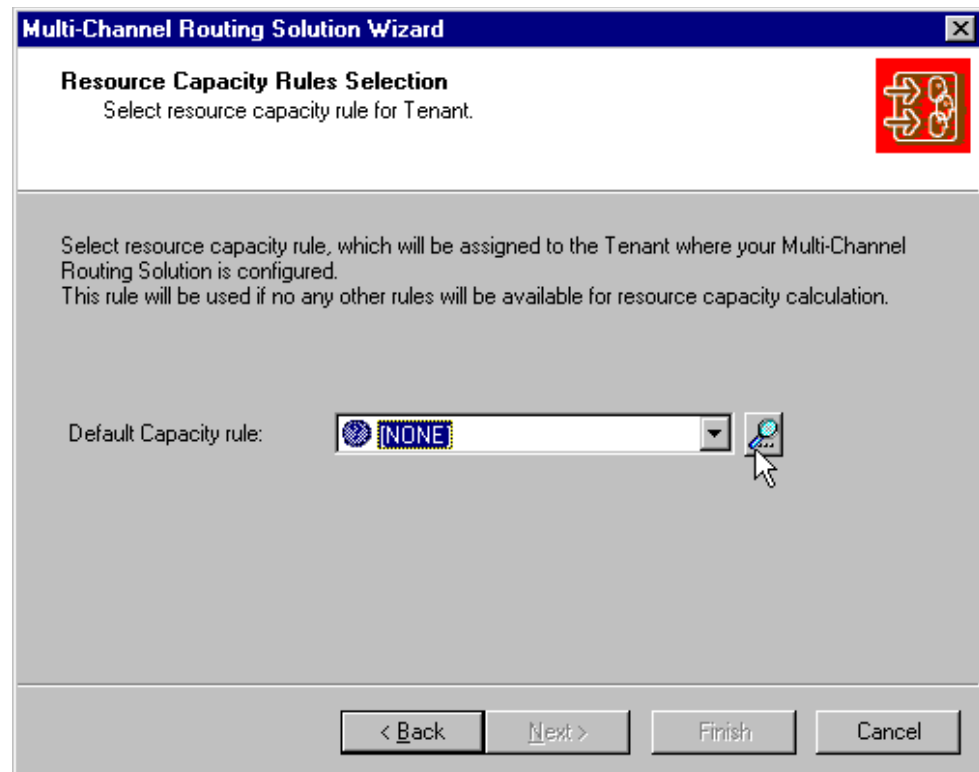 Multi-Channel Routing Solution Wizard
Resource Capacity Rules Selection
Select resource capacity rule for Tenant.
Select resource capacity rule, which will be assigned to the Tenant where your Multi-Channel
Routing Solution is configured.
This rule will be used if no any other rules will be available for resource capacity calculation.
Default Capacity rule:
[NONE]
< Back
Next >
Finish
Cancel